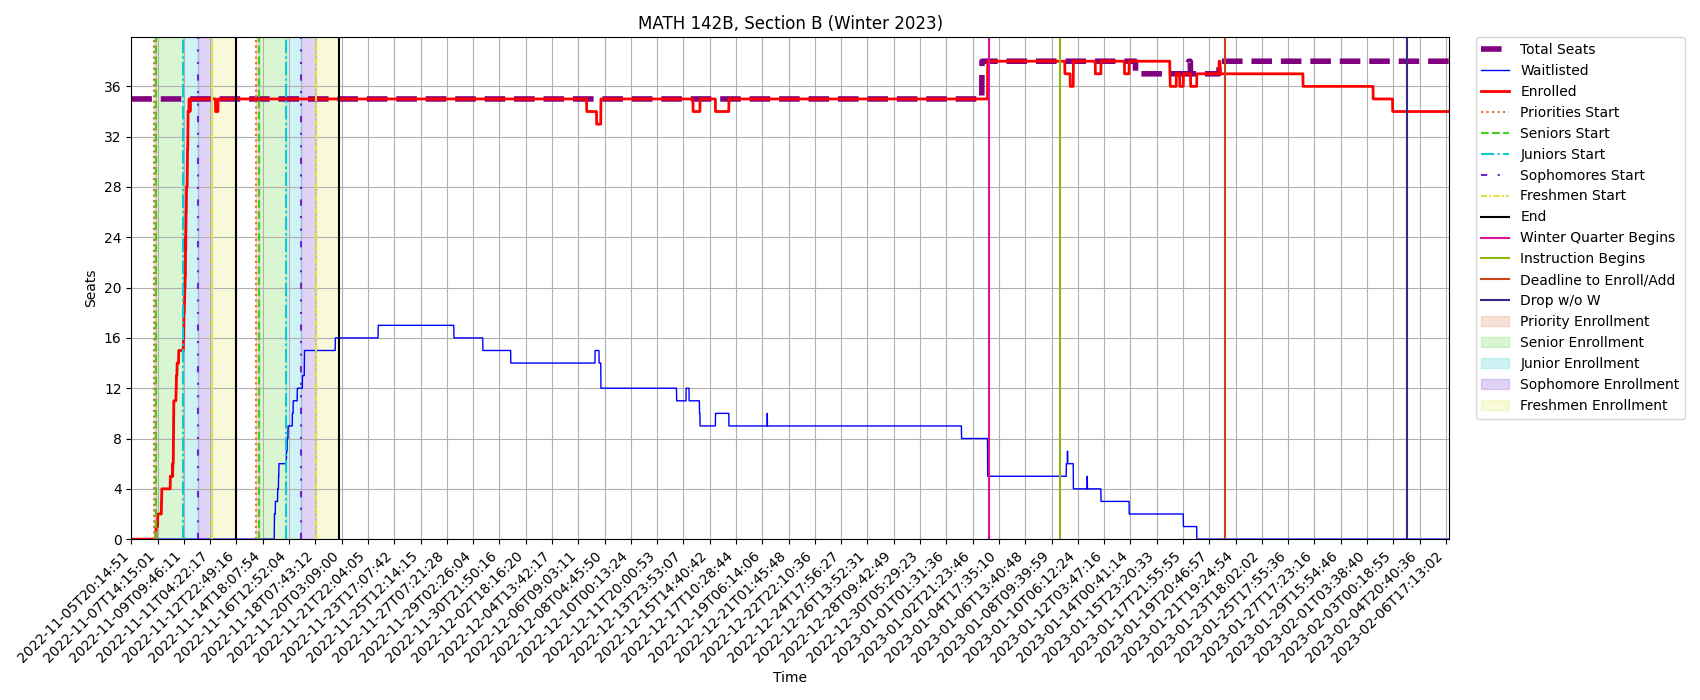 MATH 142B, Section B (Winter 2023)
Seats
36
32
28
24
20
16
12
8
4
0
2022-11-05T20:14:51
2022-11-07T14:15:01
2022-11-09T09:46:11
2022-11-11T04:22:17
2022-11-12T22:49:16
2022-11-14T18:07:54
2022-11-16T12:52:04
2022-11-18T07:43:12
2022-11-20T03:09:00
2022-11-21T22:04:05
2022-11-23T17:07:42
2022-11-25T12:14:15
2022-11-27T07:21:28
2022-11-29T02:26:04
2022-11-30T21:50:16
2022-12-02T18:16:20
2022-12-04T13:42:17
2022-12-06T09:03:11
2022-12-08T04:45:50
2022-12-10T00:13:24
2022-12-11T20:00:53
2022-12-13T23:53:07
2022-12-15T14:40:42
2022-12-17T10:28:44
2022-12-19T06:14:06
2022-12-21T01:45:48
2022-12-22T22:10:36
2022-12-24T17:56:27
2022-12-26T13:52:31
2022-12-28T09:42:49
2022-12-30T05:29:23
2023-01-01T01:31:36
2023-01-02T21:23:46
2023-01-04T17:35:10
2023-01-06T13:40:48
2023-01-08T09:39:59
2023-01-10T06:12:24
2023-01-12T03:47:16
2023-01-14T00:41:14
2023-01-15T23:20:33
2023-01-17T21:55:55
2023-01-19T20:46:57
2023-01-21T19:24:54
2023-01-23T18:02:02
2023-01-25T17:55:36
2023-01-27T17:23:16
2023-01-29T15:54:46
2023-02-01T03:38:40
2023-02-03T00:18:55
2023-02-04T20:40:36
2023-02-06T17:13:02
Time
Total Seats
Waitlisted
Enrolled
Priorities Start
Seniors Start
Juniors Start
Sophomores Start
Freshmen Start
End
Winter Quarter Begins
Instruction Begins
Deadline to Enroll/Add
Drop w/o W
Priority Enrollment
Senior Enrollment
Junior Enrollment
Sophomore Enrollment
Freshmen Enrollment